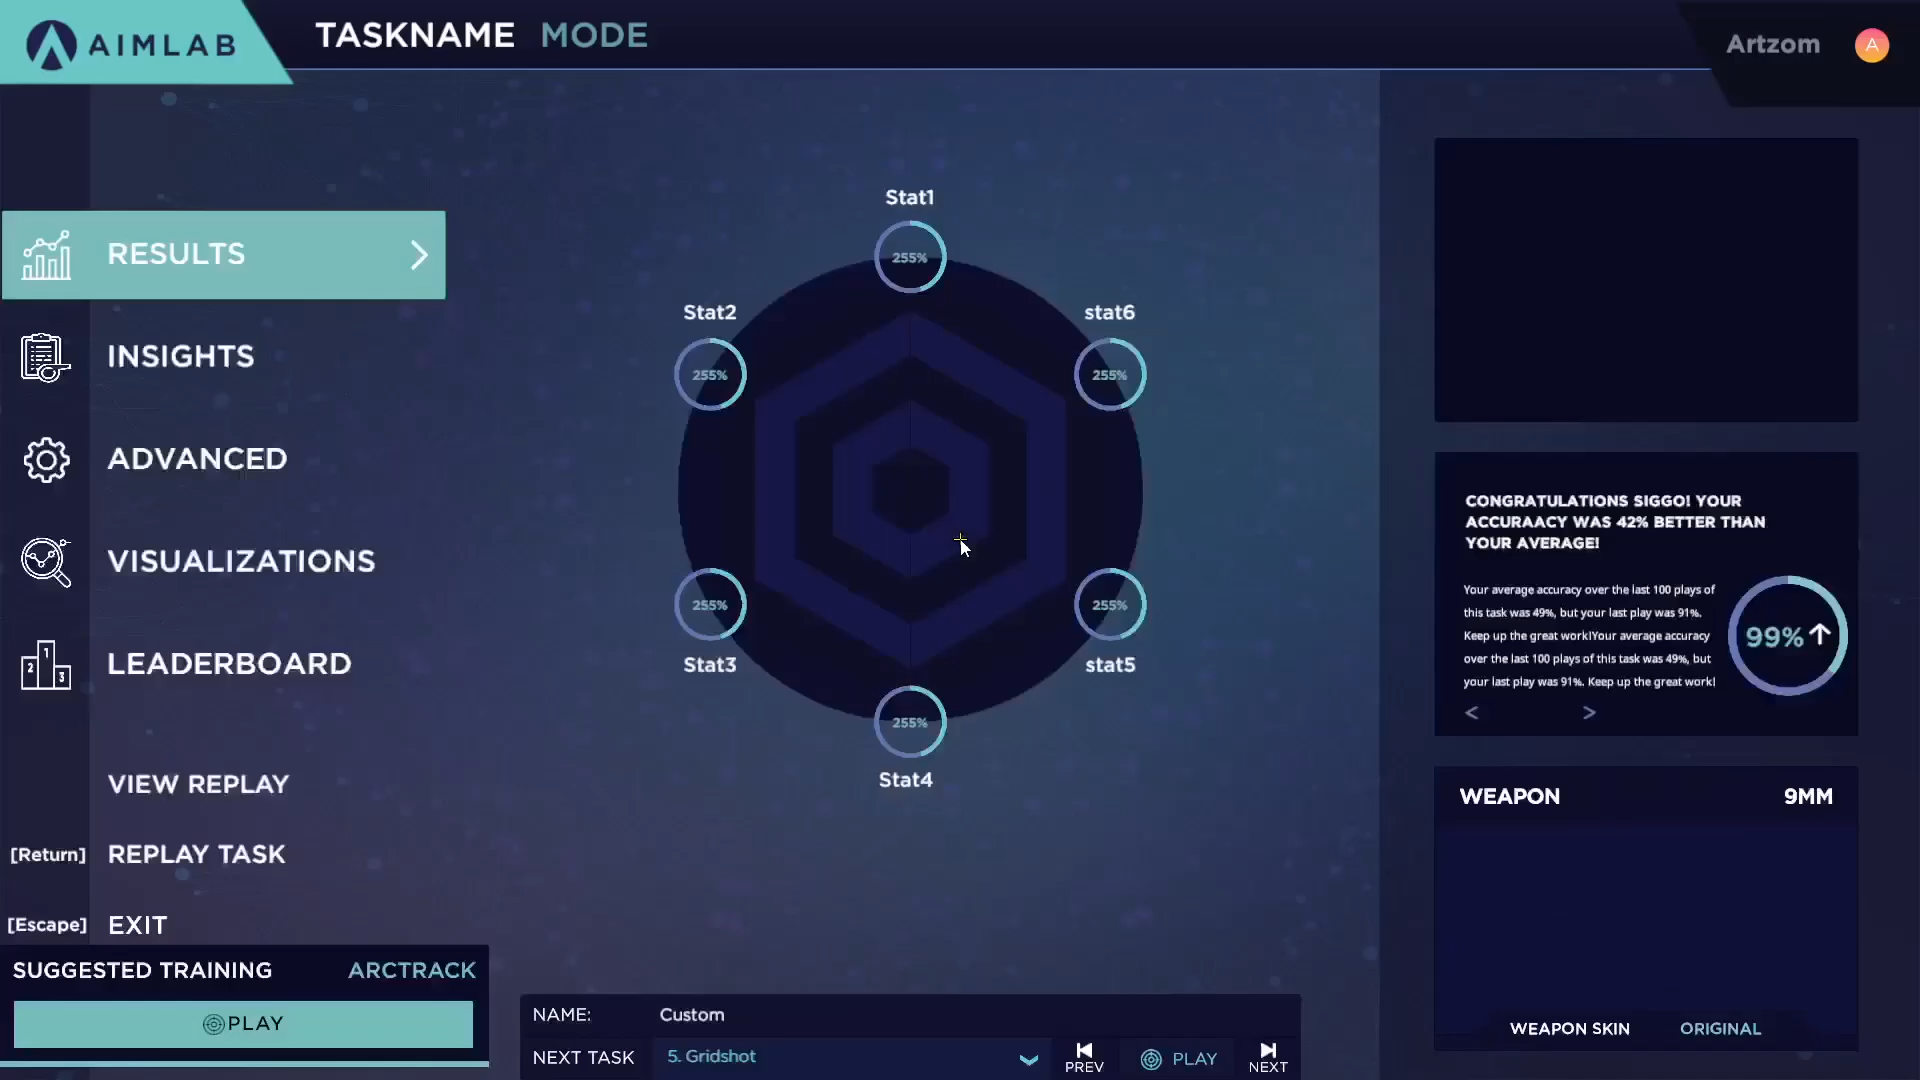 AIMLAB
TASKNAME MODE
Artzom
A
RESULTS
INSIGHTS
ADVANCED
VISUALIZATIONS
LEADERBOARD
VIEW REPLAY
[Return] REPLAY TASK
[Escape] EXIT
SUGGESTED TRAINING ARCTRACK
PLAY
Stat1
255%
Stat2
255%
stat6
255%
255%
Stat3
255%
stat5
255%
Stat4
CONGRATULATIONS SIGGO! YOUR
ACCURAACY WAS 42% BETTER THAN
YOUR AVERAGE!
Your average accuracy over the last 100 plays of
this task was 49%, but your last play was 91%.
Keep up the great work!Your average accuracy
over the last 100 plays of this task was 49%, but
your last play was 91%. Keep up the great work!
99%
< >
WEAPON 9MM
WEAPON SKIN ORIGINAL
NAME: Custom
NEXT TASK 5. Gridshot
PREV
PLAY
NEXT
2 1 3